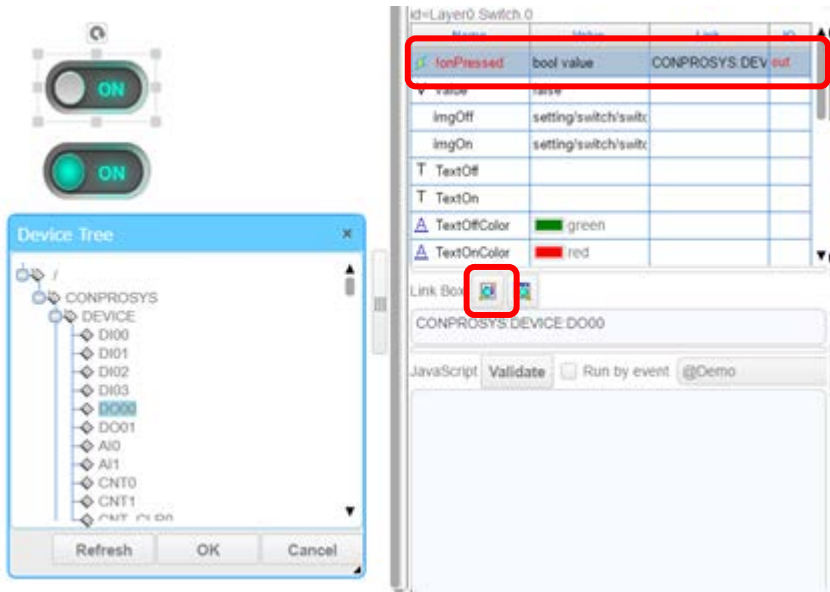 ON
ON
Device Tree ×
/
CONPROSYS
DEVICE
DI00
DI01
DI02
DI03
DO00
DO01
AI0
AI1
CNT0
CNT1
CNT_CLR0
Refresh OK Cancel
id=Layer0.Switch.0
Name Value Link IO
!onPressed bool value CONPROSYS:DEV out
V value false
imgOff setting/switch/switc
imgOn setting/switch/switc
T TextOff
T TextOn
A TextOffColor green
A TextOnColor red
Link Box
CONPROSYS:DEVICE:DO00
JavaScript Validate Run by event @Demo